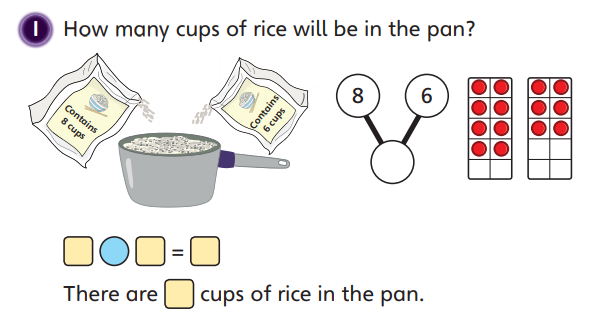 1 How many cups of rice will be in the pan?
Contains
8 cups
Contains
6 cups
8 6
=
There are cups of rice in the pan.